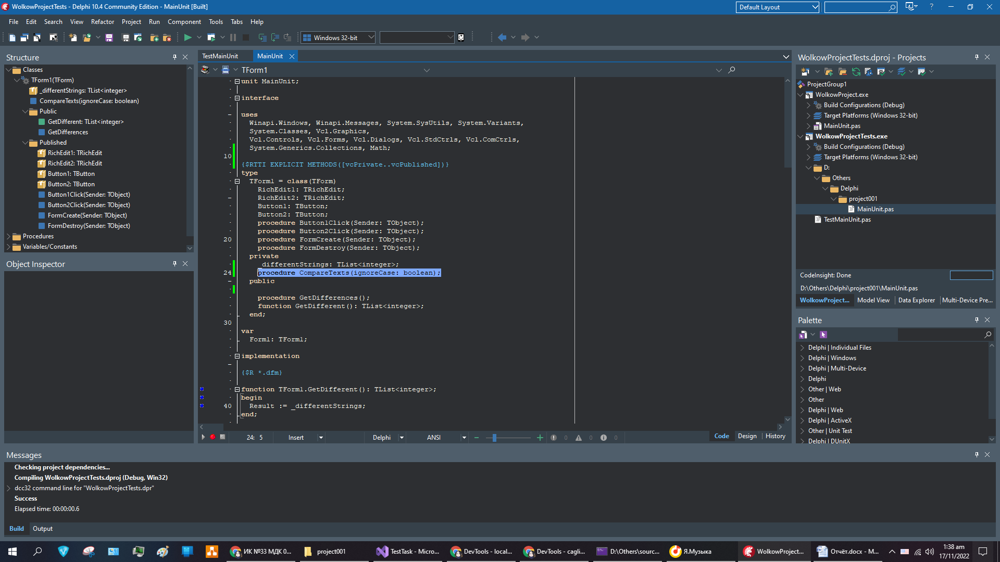 WolkowProjectTests - Delphi 10.4 Community Edition - MainUnit [Built]
Default Layout
File Edit Search View Refactor Project Run Component Tools Tabs Help
Windows 32-bit
Structure
Classes
TForm1(TForm)
_differentStrings: TList<integer>
CompareTexts(ignoreCase: boolean)
Public
GetDifferent: TList<integer>
GetDifferences
Published
RichEdit1: TRichEdit
RichEdit2: TRichEdit
Button1: TButton
Button2: TButton
Button1Click(Sender: TObject)
Button2Click(Sender: TObject)
FormCreate(Sender: TObject)
FormDestroy(Sender: TObject)
Procedures
Variables/Constants
Object Inspector
TestMainUnit MainUnit
TForm1
unit MainUnit;
interface
uses
Winapi.Windows, Winapi.Messages, System.SysUtils, System.Variants,
System.Classes, Vcl.Graphics,
Vcl.Controls, Vcl.Forms, Vcl.Dialogs, Vcl.StdCtrls, Vcl.ComCtrls,
System.Generics.Collections, Math;
10
{$RTTI EXPLICIT METHODS([vcPrivate..vcPublished])}
type
TForm1 = class(TForm)
RichEdit1: TRichEdit;
RichEdit2: TRichEdit;
Button1: TButton;
Button2: TButton;
procedure Button1Click(Sender: TObject);
procedure Button2Click(Sender: TObject);
20 procedure FormCreate(Sender: TObject);
procedure FormDestroy(Sender: TObject);
private
_differentStrings: TList<integer>;
24 procedure CompareTexts(ignoreCase: boolean);
public
procedure GetDifferences();
function GetDifferent(): TList<integer>;
end;
30
var
Form1: TForm1;
implementation
{$R *.dfm}
function TForm1.GetDifferent(): TList<integer>;
begin
40 Result := _differentStrings;
end;
24: 5 Insert Delphi ANSI 0 0 0
Code Design History
WolkowProjectTests.dproj - Projects
ProjectGroup1
WolkowProject.exe
Build Configurations (Debug)
Target Platforms (Windows 32-bit)
MainUnit.pas
WolkowProjectTests.exe
Build Configurations (Debug)
Target Platforms (Windows 32-bit)
D:
Others
Delphi
project001
MainUnit.pas
TestMainUnit.pas
CodeInsight: Done
D:\Others\Delphi\project001\MainUnit.pas
WolkowProject... Model View Data Explorer Multi-Device Pre...
Palette
Delphi | Individual Files
Delphi | Windows
Delphi | Multi-Device
Delphi
Other | Web
Other
Delphi | Web
Delphi | ActiveX
Other | Unit Test
Delphi | DUnitX
Messages
Checking project dependencies...
Compiling WolkowProjectTests.dproj (Debug, Win32)
dcc32 command line for "WolkowProjectTests.dpr"
Success
Elapsed time: 00:00:00.6
Build Output
ИК №33 МДК 0... project001 TestTask - Micro... DevTools - local... DevTools - cagli... D:\Others\sourc... Я.Музыка WolkowProject... Отчёт.docx - M...
1:38 am
17/11/2022